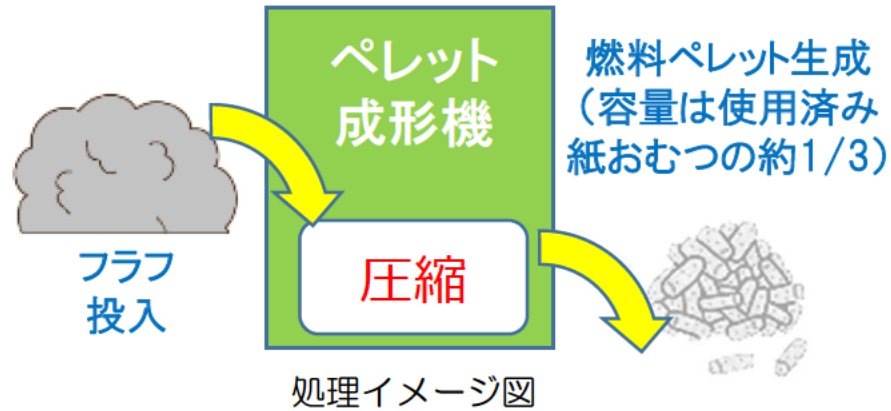 フラフ
投入
ペレット
成形機
圧縮
燃料ペレット生成
（容量は使用済み
紙おむつの約1/3）
処理イメージ図